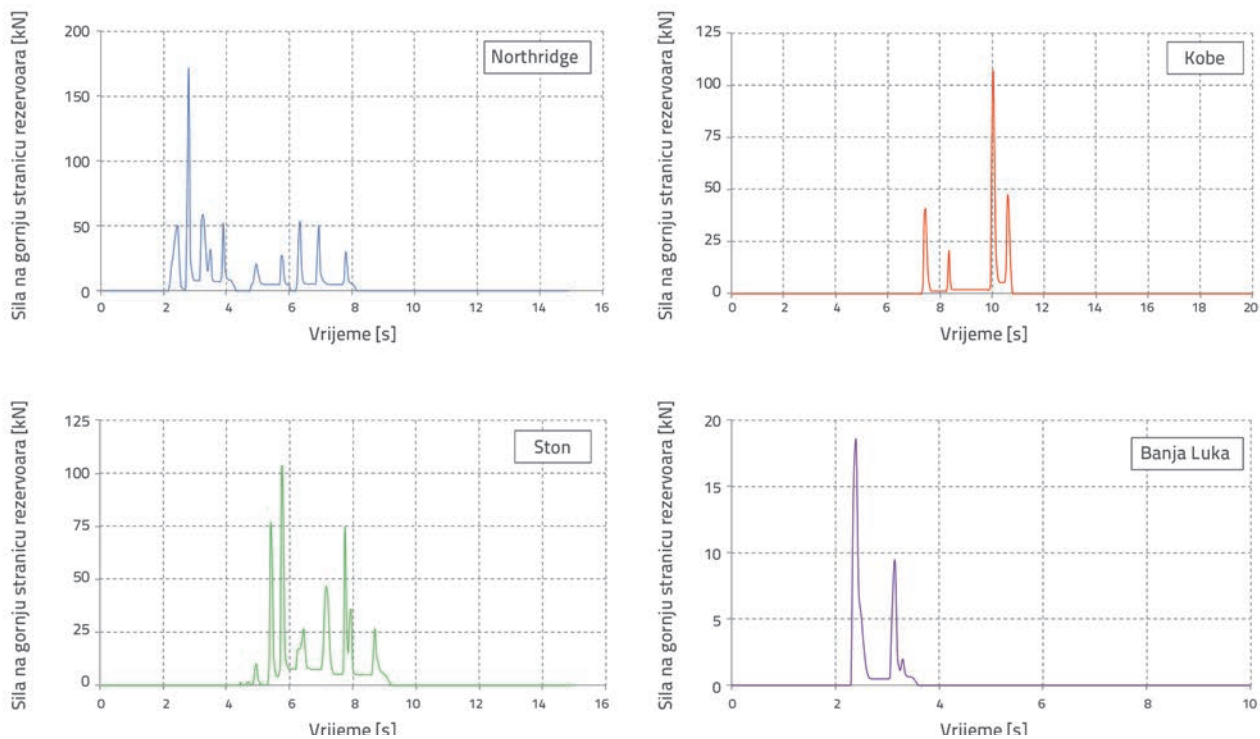 Sila na gornju stranicu rezervoara [kN]
200
150
100
50
0
Northridge
0 2 4 6 8 10 12 14 16
Vrijeme [s]
Sila na gornju stranicu rezervoara [kN]
125
100
75
50
25
0
Kobe
0 2 4 6 8 10 12 14 16 18 20
Vrijeme [s]
Sila na gornju stranicu rezervoara [kN]
125
100
75
50
25
0
Ston
0 2 4 6 8 10 12 14 16
Vrijeme [s]
Sila na gornju stranicu rezervoara [kN]
20
15
10
5
0
Banja Luka
0 2 4 6 8 10
Vrijeme [s]